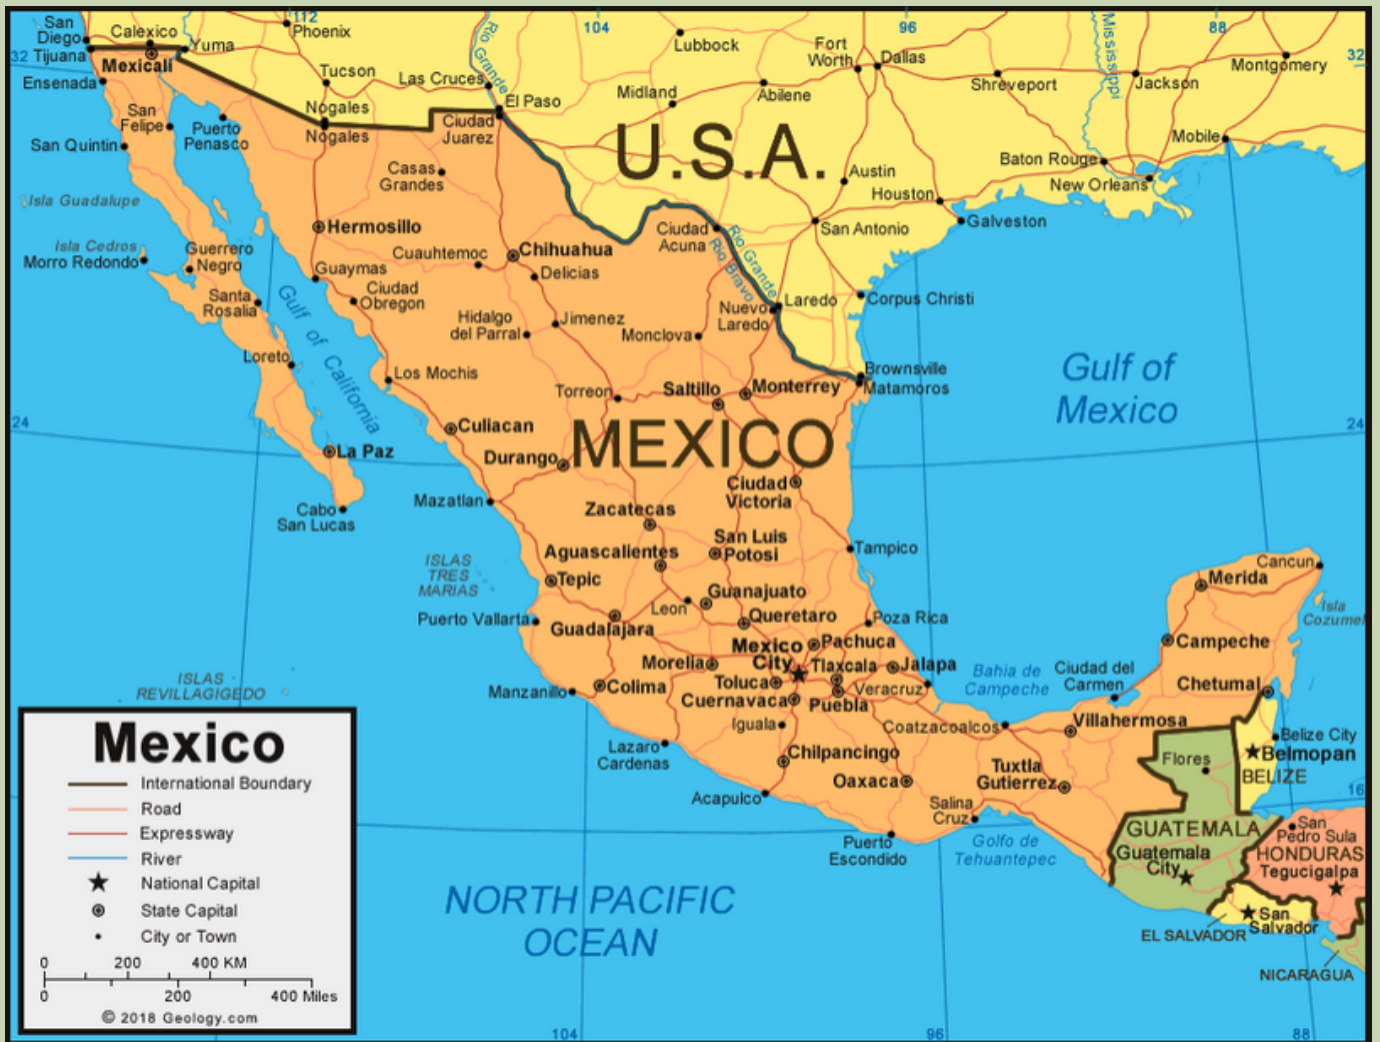 112
104
96
88
San
Diego
Calexico
Yuma
Phoenix
Tijuana
Mexicali
32
32
Ensenada
Tucson
Las Cruces
Rio Grande
Lubbock
Fort
Worth
Dallas
Mississippi
Shreveport
Jackson
Montgomery
Midland
Abilene
El Paso
Nogales
Nogales
San
Felipe
Puerto
Penasco
Ciudad
Juarez
San Quintin
U.S.A.
Mobile
Baton Rouge
New Orleans
Casas
Grandes
Austin
Houston
Isla Guadalupe
Hermosillo
Ciudad
Acuna
Rio Grande
Rio Bravo
San Antonio
Galveston
Isla Cedros
Morro Redondo
Guerrero
Negro
Cuauhtemoc
Chihuahua
Delicias
Guaymas
Ciudad
Obregon
Santa
Rosalia
Gulf of California
Hidalgo
del Parral
Jimenez
Monclova
Nuevo
Laredo
Laredo
Corpus Christi
Loreto
Los Mochis
Torreon
Saltillo
Monterrey
Brownsville
Matamoros
Gulf of
Mexico
24
24
Culiacan
MEXICO
La Paz
Durango
Ciudad
Victoria
Mazatlan
Cabo
San Lucas
Zacatecas
San Luis
Potosi
Aguascalientes
Tampico
ISLAS
TRES
MARIAS
Tepic
Cancun
Merida
Isla
Cozumel
Leon
Guanajuato
Puerto Vallarta
Guadalajara
Queretaro
Poza Rica
Mexico
City
Pachuca
Campeche
Morelia
Tlaxcala
Jalapa
Bahia de
Campeche
Ciudad del
Carmen
Chetumal
ISLAS
REVILLAGIGEDO
Manzanillo
Colima
Toluca
Cuernavaca
Puebla
Veracruz
Iguala
Coatzacoalcos
Villahermosa
Lazaro
Cardenas
Chilpancingo
Oaxaca
Tuxtla
Gutierrez
Flores
Belize City
Belmopan
BELIZE
16
Acapulco
Salina
Cruz
Puerto
Escondido
Golfo de
Tehuantepec
GUATEMALA
Guatemala
City
San
Pedro Sula
HONDURAS
Tegucigalpa
San
Salvador
EL SALVADOR
NICARAGUA
NORTH PACIFIC
OCEAN
Mexico
International Boundary
Road
Expressway
River
National Capital
State Capital
City or Town
0 200 400 KM
0 200 400 Miles
© 2018 Geology.com
104
96
88